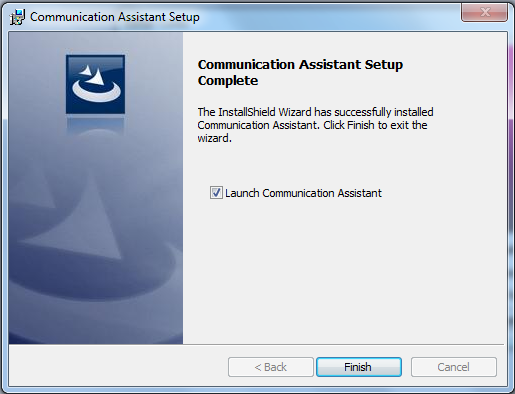 Communication Assistant Setup
Communication Assistant Setup
Complete
The InstallShield Wizard has successfully installed
Communication Assistant. Click Finish to exit the
wizard.
Launch Communication Assistant
< Back
Finish
Cancel